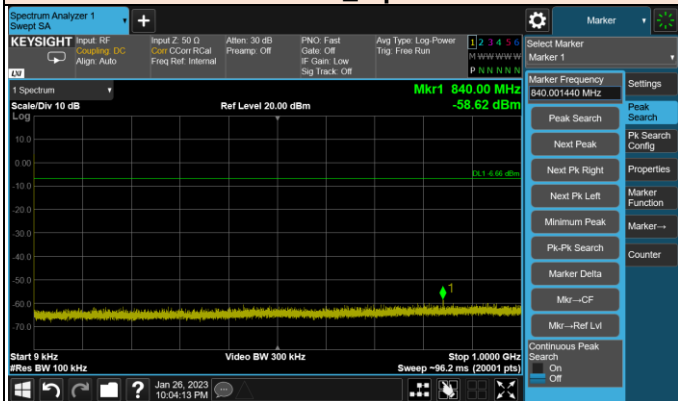 Spectrum Analyzer 1
Swept SA
+
Marker
KEYSIGHT
Input: RF
Coupling: DC
Align: Auto
Input Z: 50 Ω
Corr CCorr RCal
Freq Ref: Internal
Atten: 30 dB
Preamp: Off
PNO: Fast
Gate: Off
IF Gain: Low
Sig Track: Off
Avg Type: Log-Power
Trig: Free Run
1 2 3 4 5 6
M W W W W W
P N N N N N
Select Marker
Marker 1
LXI
1 Spectrum
Scale/Div 10 dB
Log
Ref Level 20.00 dBm
Mkr1 840.00 MHz
-58.62 dBm
10.0
0.00
-10.0
-20.0
-30.0
-40.0
-50.0
-60.0
-70.0
DL1 -6.66 dBm
1
Start 9 kHz
#Res BW 100 kHz
Video BW 300 kHz
Stop 1.0000 GHz
Sweep ~96.2 ms (20001 pts)
Marker Frequency
840.001440 MHz
Peak Search
Next Peak
Next Pk Right
Next Pk Left
Minimum Peak
Pk-Pk Search
Marker Delta
Mkr→CF
Mkr→Ref Lvl
Continuous Peak
Search
On
Off
Settings
Peak
Search
Pk Search
Config
Properties
Marker
Function
Marker→
Counter
?
Jan 26, 2023
10:04:13 PM